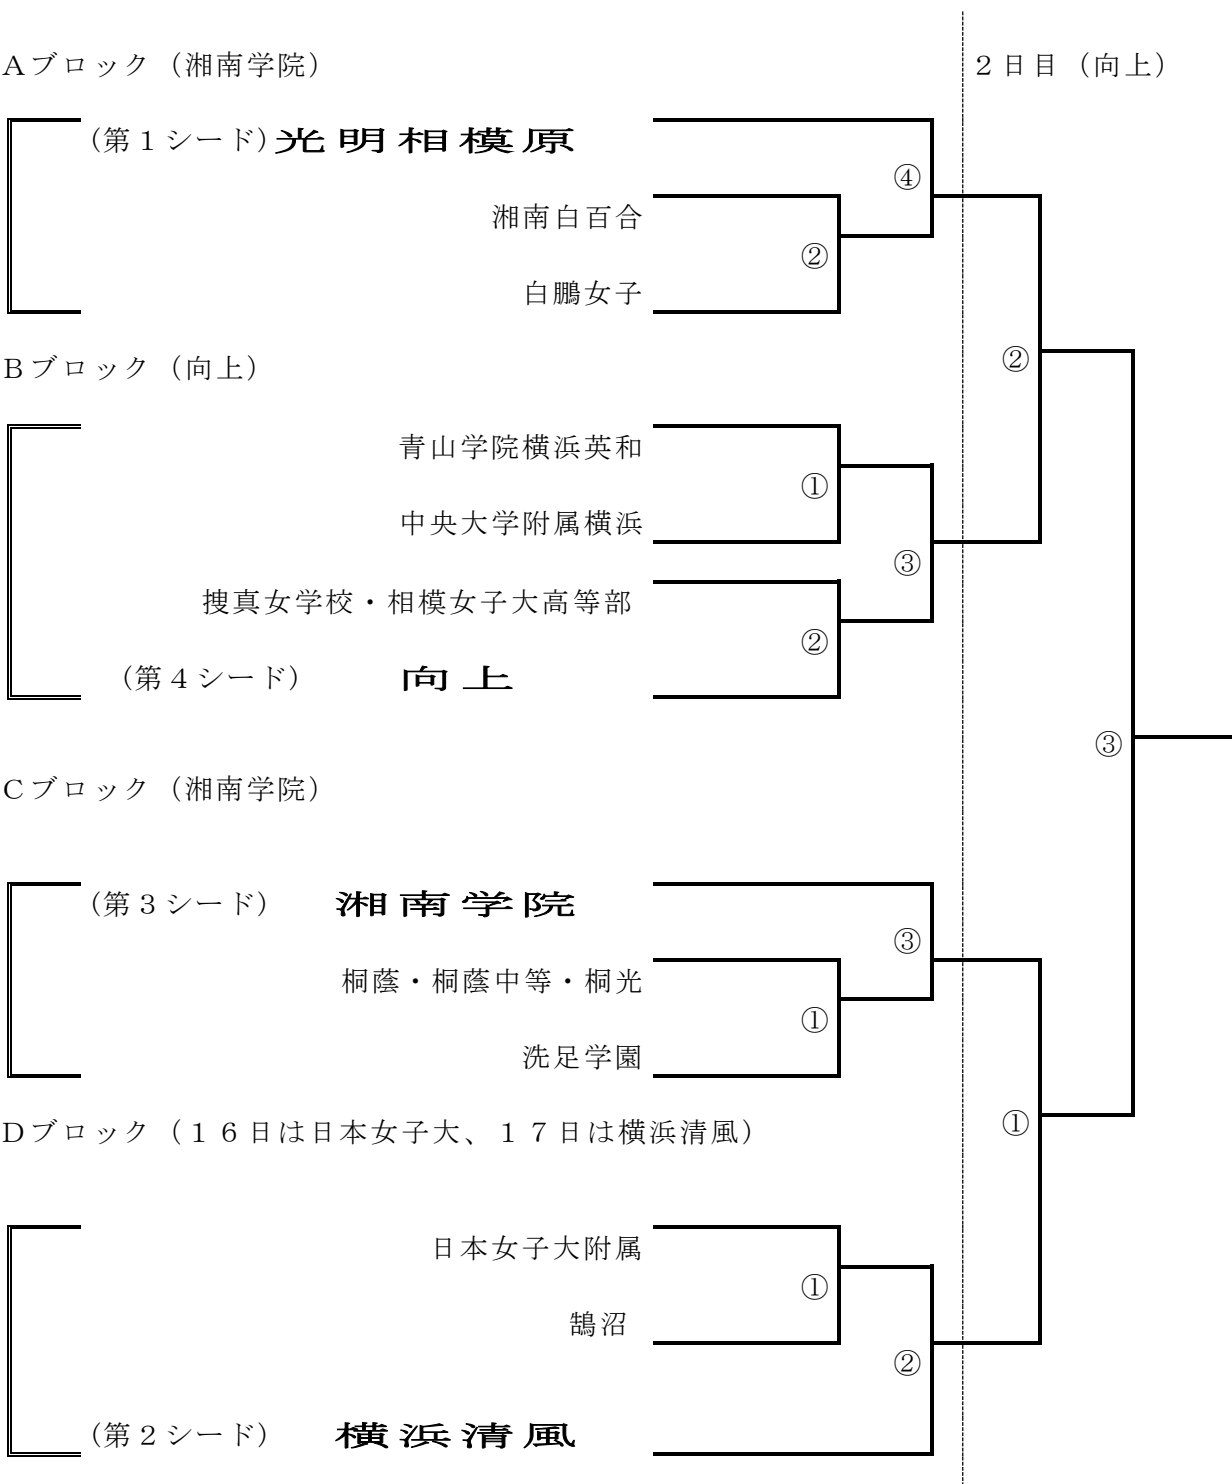 Aブロック（湘南学院）
２日目（向上）
（第１シード）光明相模原
④
湘南白百合
②
白鵬女子
Bブロック（向上）
②
青山学院横浜英和
①
中央大学附属横浜
③
捜真女学校・相模女子大高等部
②
（第４シード） 向上
③
Cブロック（湘南学院）
（第３シード） 湘南学院
③
桐蔭・桐蔭中等・桐光
①
洗足学園
①
Dブロック（１６日は日本女子大、１７日は横浜清風）
日本女子大附属
①
鵠沼
②
（第２シード） 横浜清風